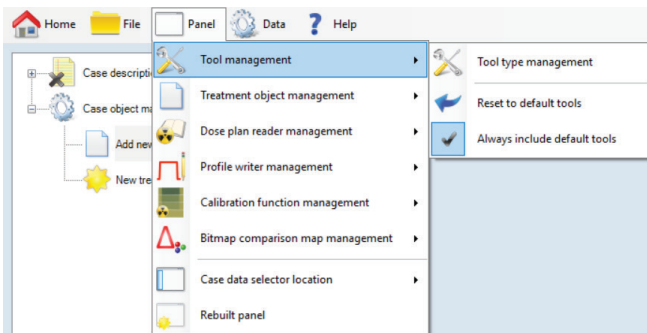 Home File Panel Data ? Help
Case descripti
Case object ma
Add new
New tre
Tool management
Treatment object management
Dose plan reader management
Profile writer management
Calibration function management
Bitmap comparison map management
Case data selector location
Rebuilt panel
Tool type management
Reset to default tools
Always include default tools